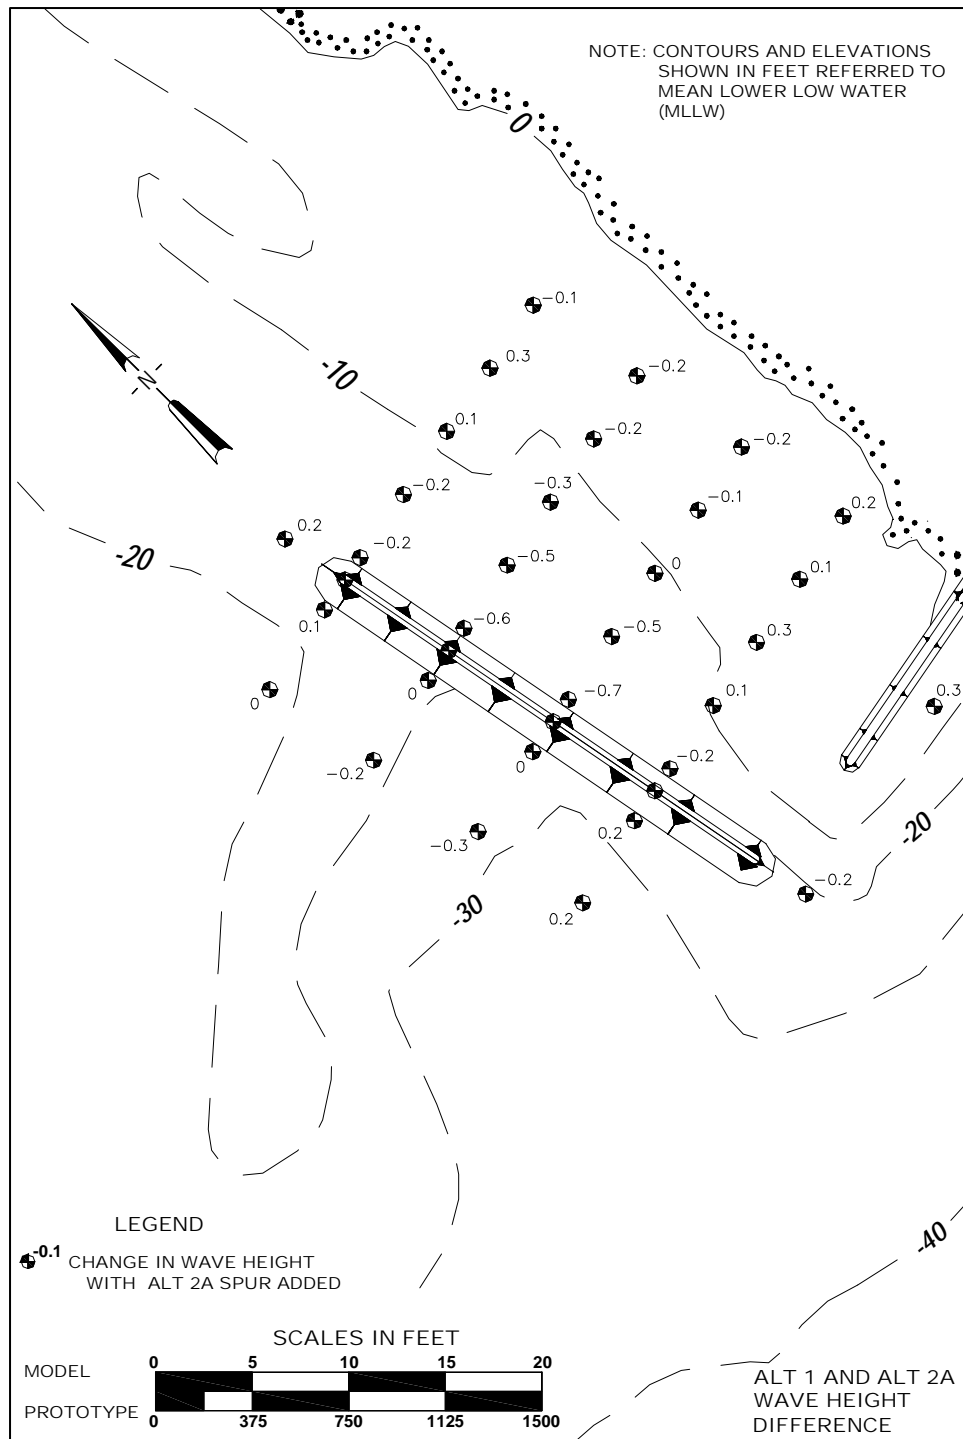 NOTE: CONTOURS AND ELEVATIONS
SHOWN IN FEET REFERRED TO
MEAN LOWER LOW WATER
(MLLW)
0
-0.1
0.3
-0.2
-10
N
0.1
-0.2
-0.2
-0.2
-0.3
-0.1
0.2
0.2
-20
-0.2
-0.5
0
0.1
0.1
-0.6
-0.5
0.3
0
0
-0.7
0.1
0.3
-0.2
0
-0.2
-0.3
0.2
-20
-30
0.2
-0.2
-40
LEGEND
-0.1
CHANGE IN WAVE HEIGHT
WITH ALT 2A SPUR ADDED
SCALES IN FEET
MODEL
0 5 10 15 20
PROTOTYPE
0 375 750 1125 1500
ALT 1 AND ALT 2A
WAVE HEIGHT
DIFFERENCE